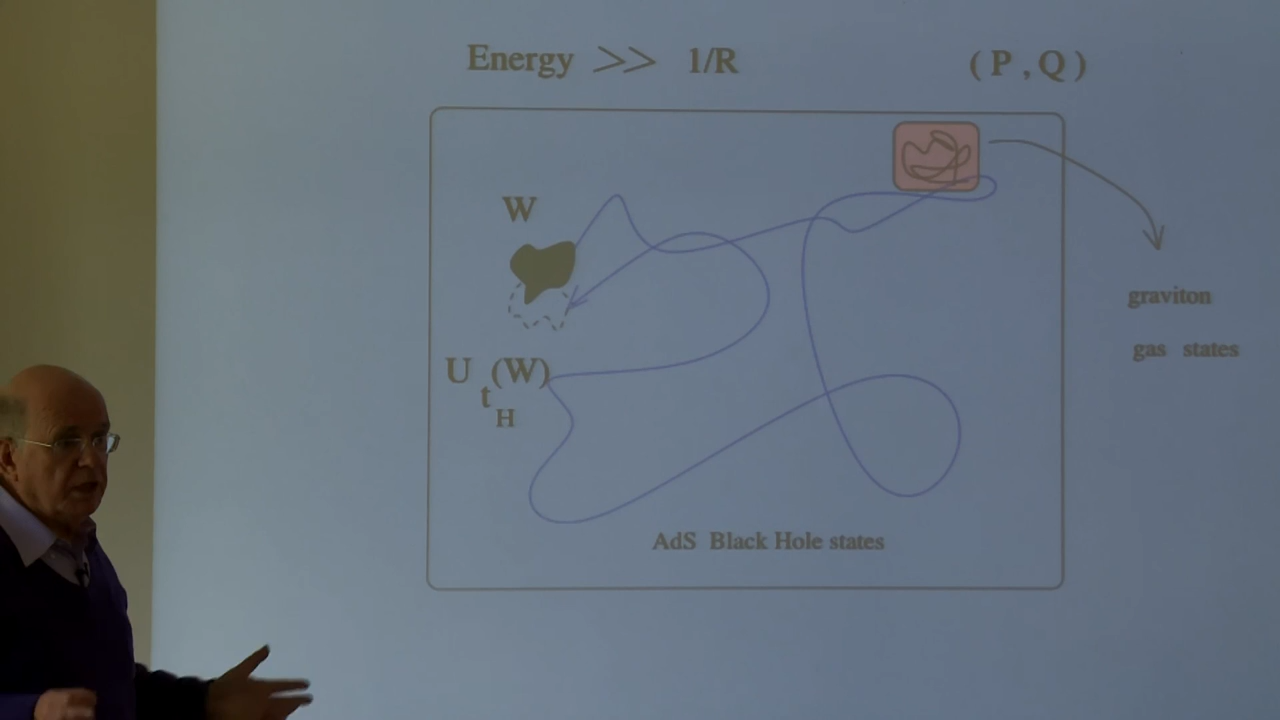 Energy >> 1/R
( P , Q )
W
graviton
gas states
U t H (W)
AdS Black Hole states